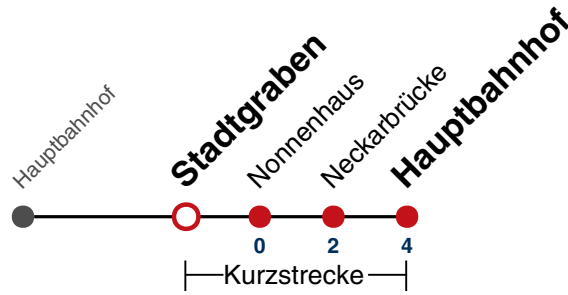 Hauptbahnhof
Stadtgraben
Nonnenhaus
Neckarbrücke
Hauptbahnhof
0 2 4
Kurzstrecke